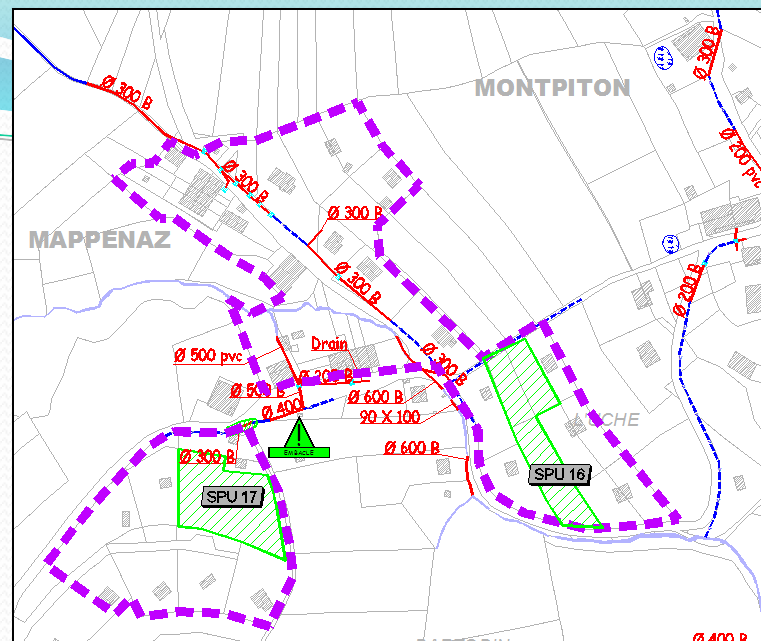 Ø 300 B
MONTPITON
Ø 300 B
Ø 200 pvc
Ø 300 B
Ø 300 B
MAPPENAZ
Ø 300 B
Ø 200 B
Drain
Ø 500 pvc
Ø 300 B
Ø 500 B
Ø 600 B
Ø 400
90 X 100
Ø 600 B
EMBACLE
Ø 300 B
SPU 16
SPU 17
Ø 400 B